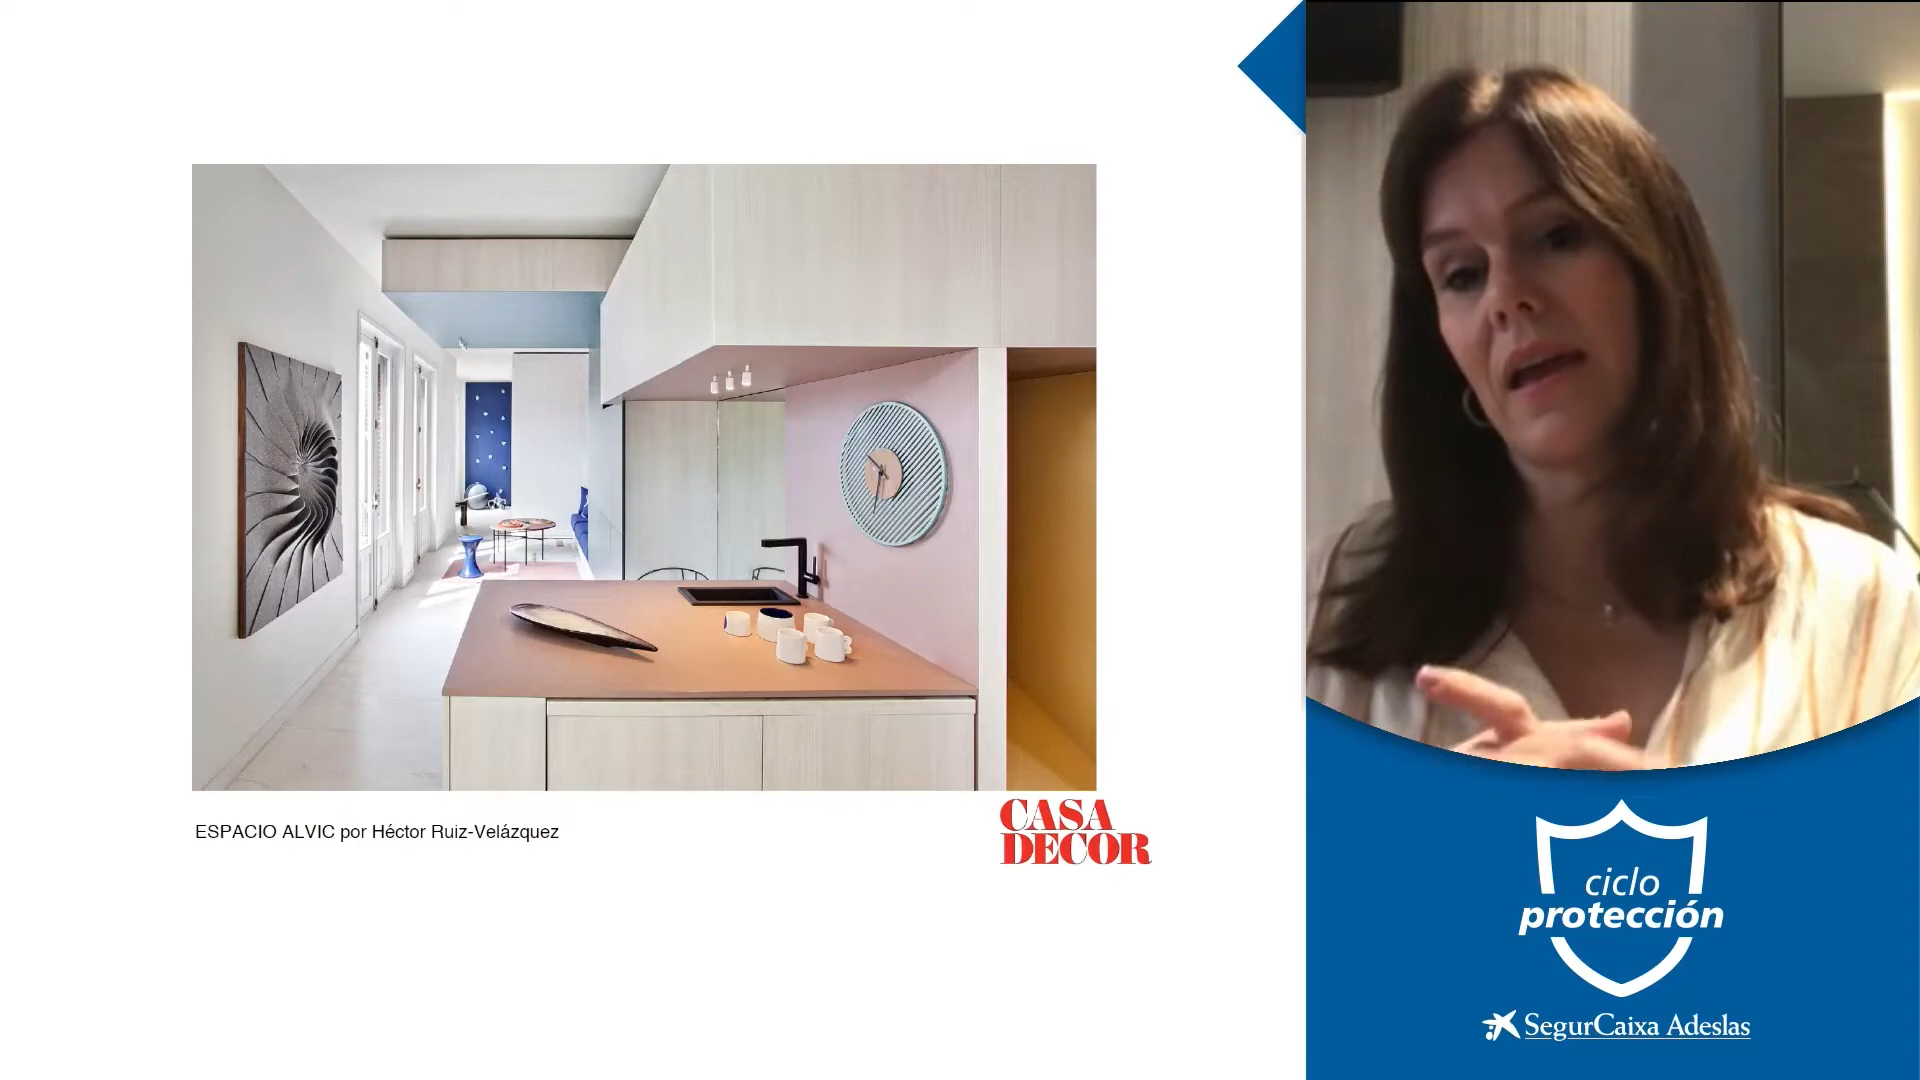 ESPACIO ALVIC por Héctor Ruiz-Velázquez
CASA
DECOR
ciclo
protección
SegurCaixa Adeslas